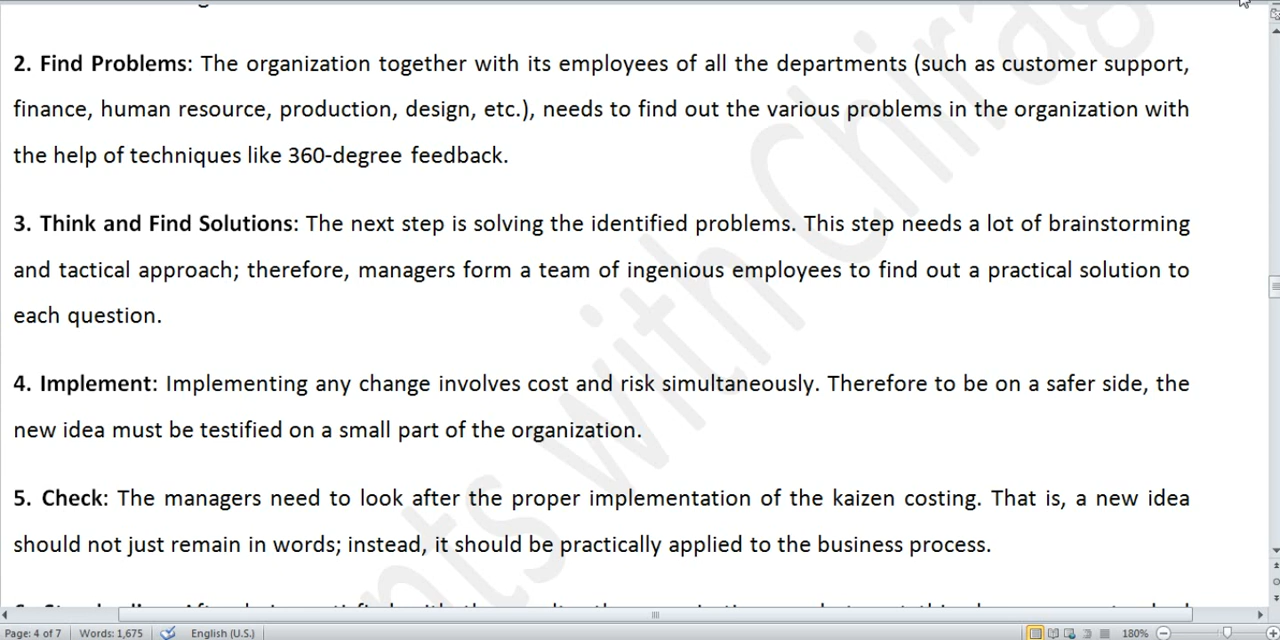 2. Find Problems: The organization together with its employees of all the departments (such as customer support,
finance, human resource, production, design, etc.), needs to find out the various problems in the organization with
the help of techniques like 360-degree feedback.
3. Think and Find Solutions: The next step is solving the identified problems. This step needs a lot of brainstorming
and tactical approach; therefore, managers form a team of ingenious employees to find out a practical solution to
each question.
4. Implement: Implementing any change involves cost and risk simultaneously. Therefore to be on a safer side, the
new idea must be testified on a small part of the organization.
5. Check: The managers need to look after the proper implementation of the kaizen costing. That is, a new idea
should not just remain in words; instead, it should be practically applied to the business process.
with Chirag
Page: 4 of 7 Words: 1,675 English (U.S.) 180%